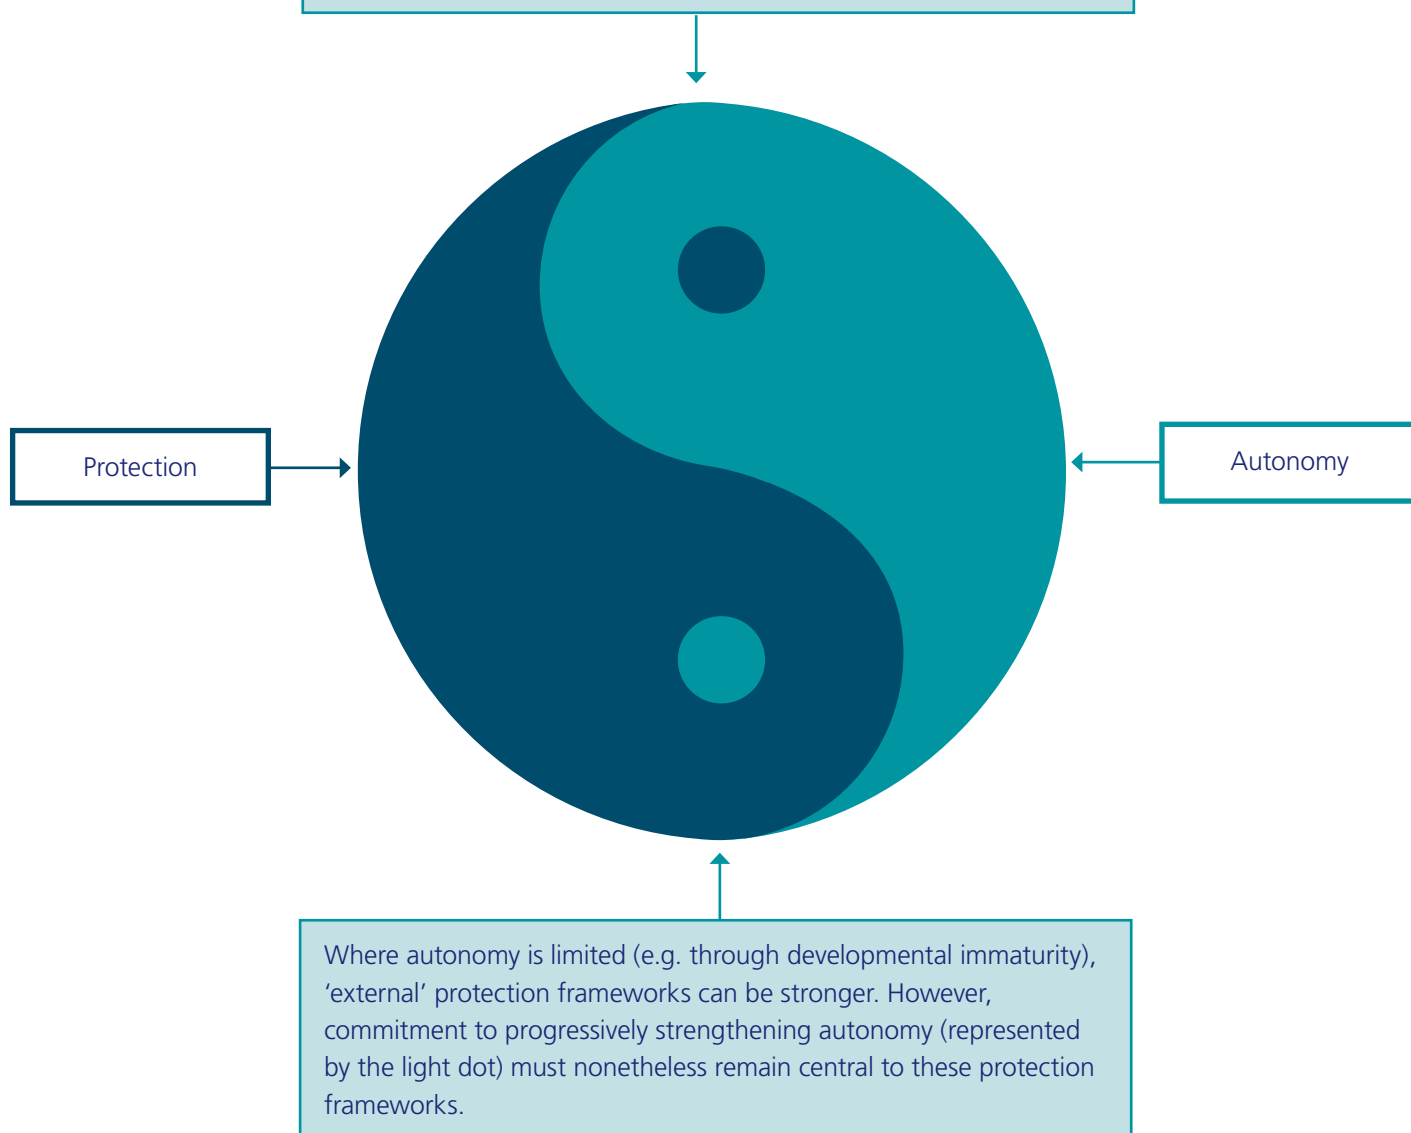 Protection
Autonomy
Where autonomy is limited (e.g. through developmental immaturity),
‘external’ protection frameworks can be stronger. However,
commitment to progressively strengthening autonomy (represented
by the light dot) must nonetheless remain central to these protection
frameworks.